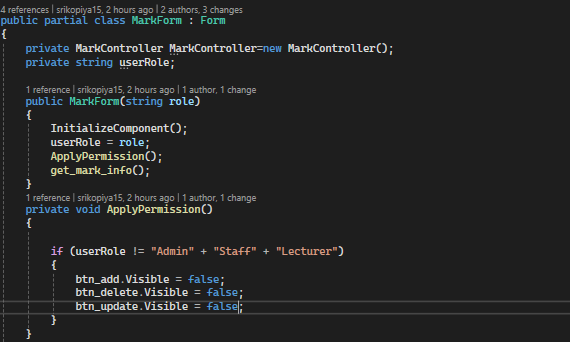 4 references | srikopiya15, 2 hours ago | 2 authors, 3 changes
public partial class MarkForm : Form
{
private MarkController MarkController=new MarkController();
private string userRole;
1 reference | srikopiya15, 2 hours ago | 1 author, 1 change
public MarkForm(string role)
{
InitializeComponent();
userRole = role;
ApplyPermission();
get_mark_info();
}
1 reference | srikopiya15, 2 hours ago | 1 author, 1 change
private void ApplyPermission()
{
if (userRole != "Admin" + "Staff" + "Lecturer")
{
btn_add.Visible = false;
btn_delete.Visible = false;
btn_update.Visible = false;
}
}